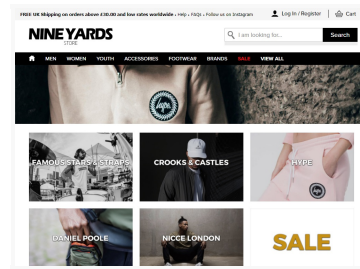 FREE UK Shipping on orders above £30.00 and low rates worldwide • Help • FAQs • Follow us on Instagram
Log In / Register
Cart
NINE YARDS
STORE
I am looking for...
Search
MEN WOMEN YOUTH ACCESSORIES FOOTWEAR BRANDS SALE VIEW ALL
hype.
FAMOUS STARS & STRAPS
CROOKS & CASTLES
HYPE
DANIEL POOLE
NICCE LONDON
SALE